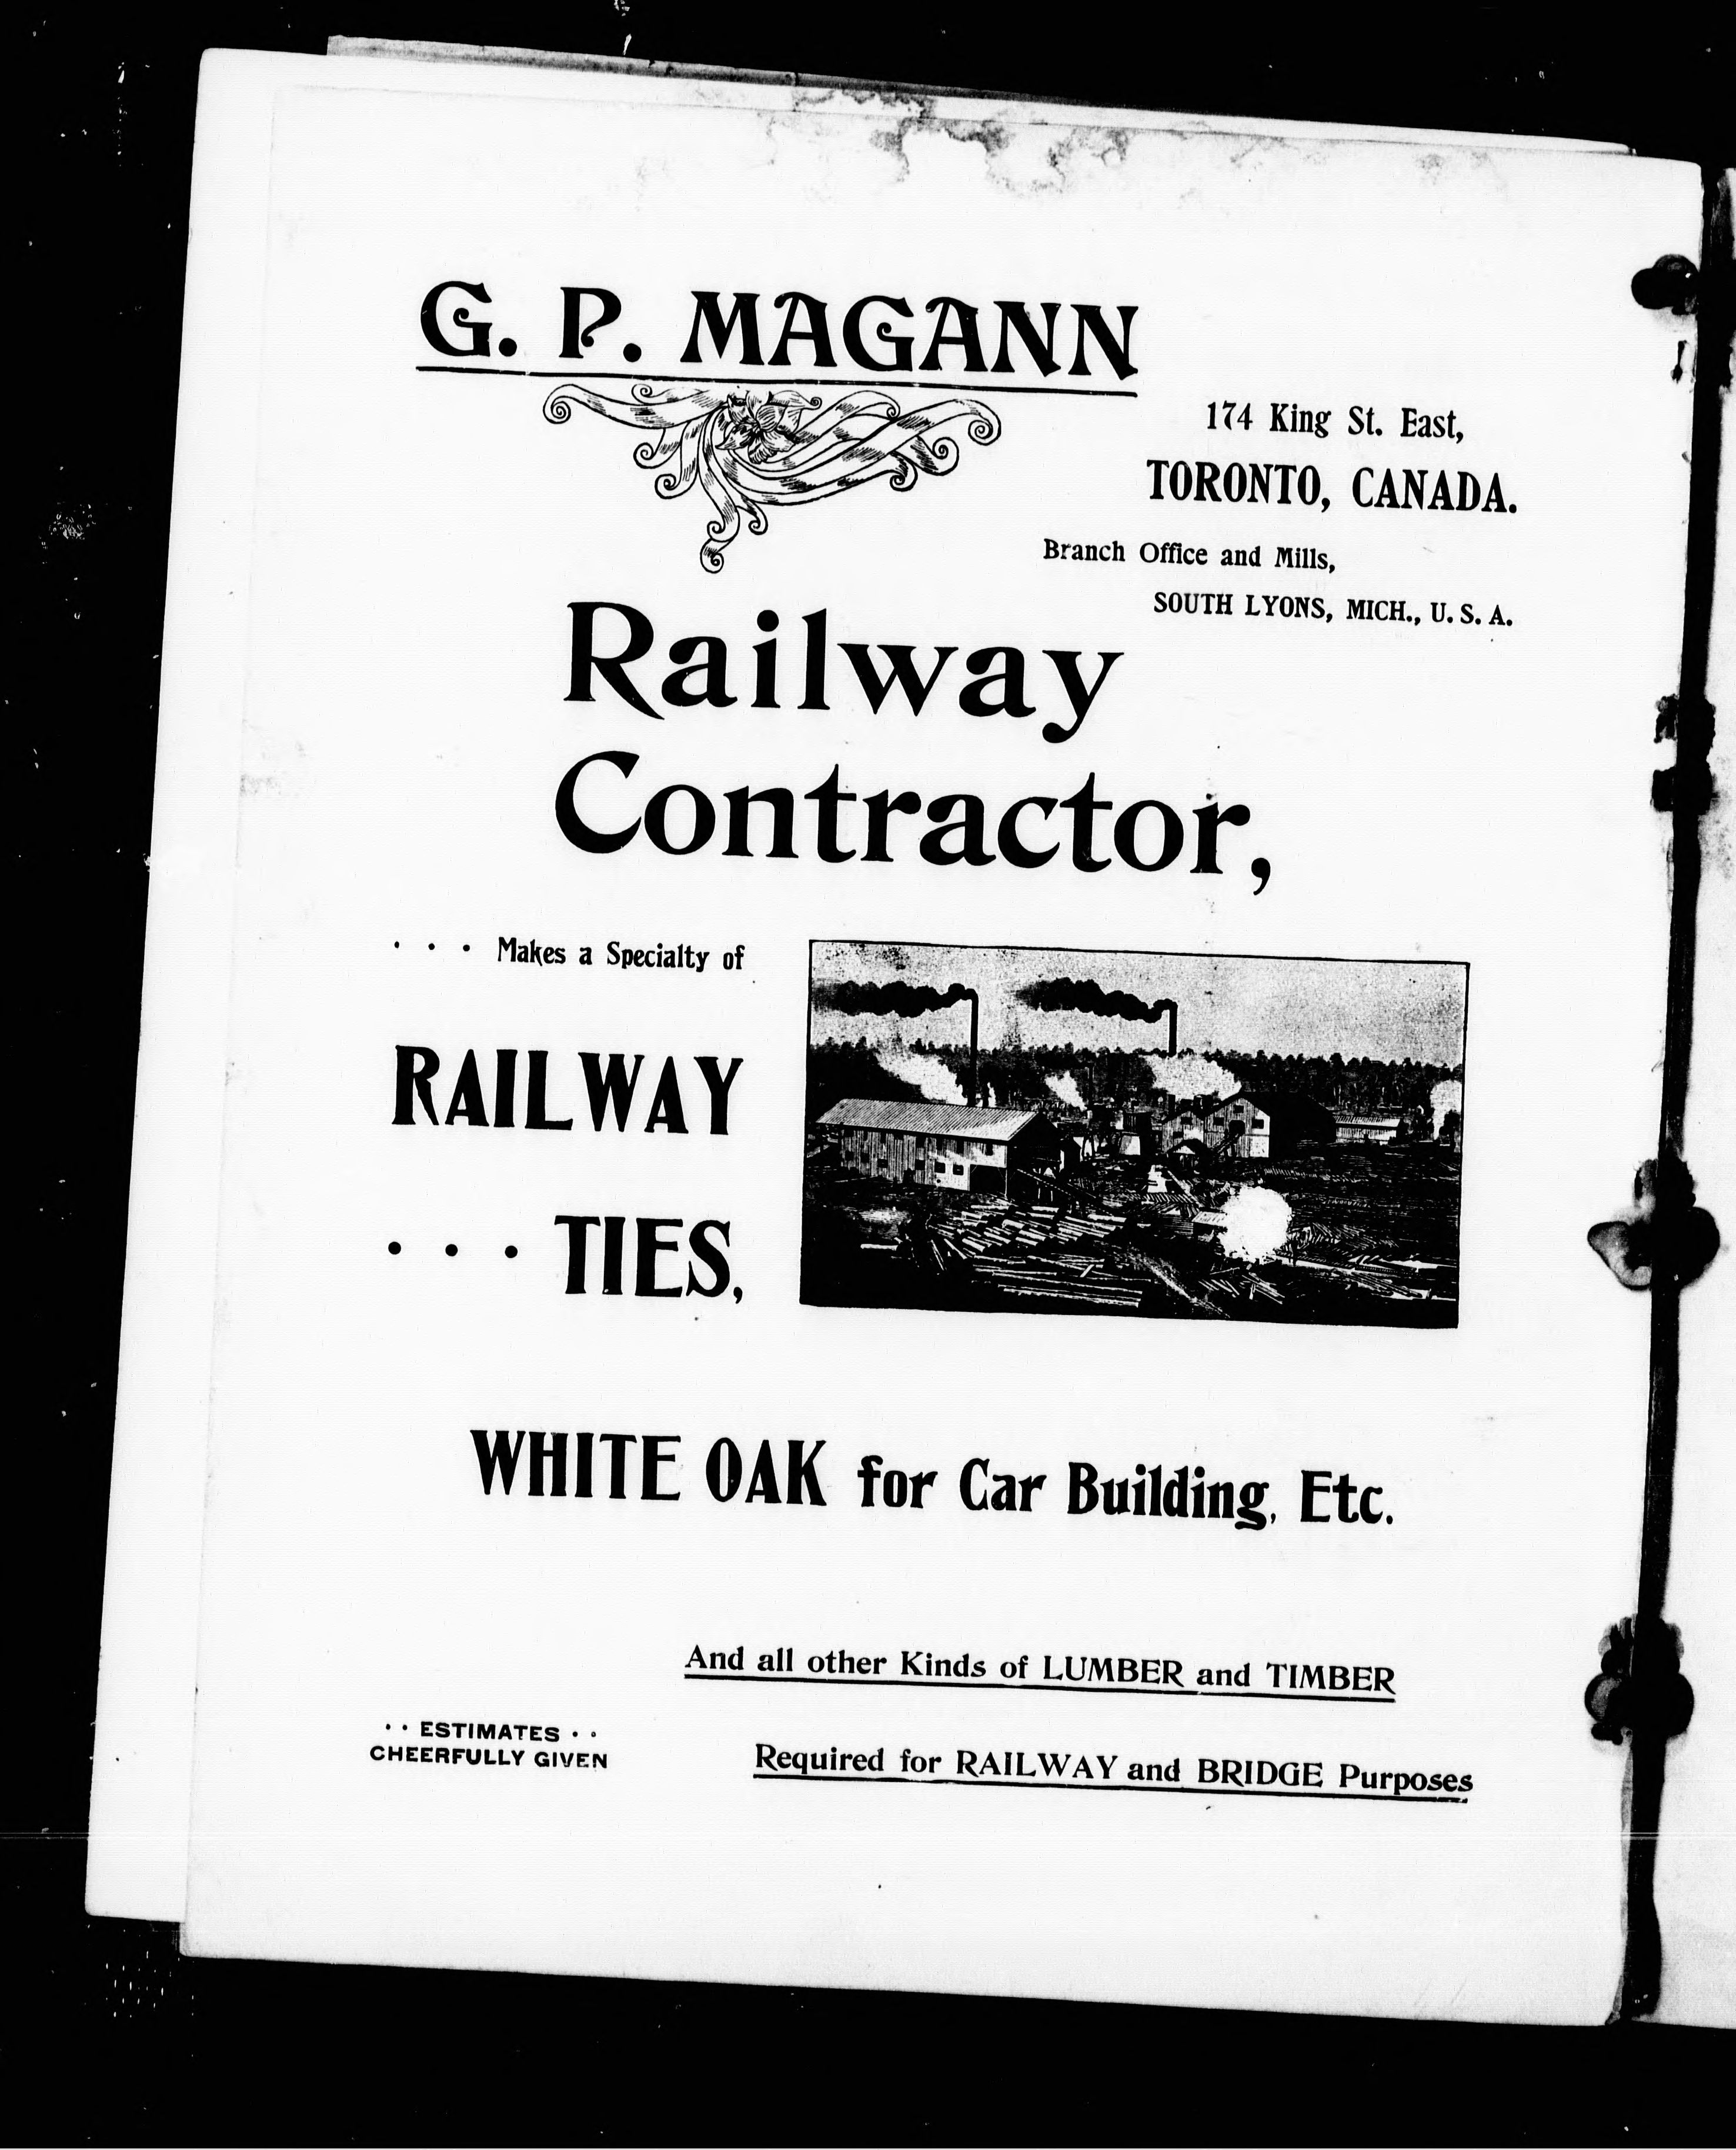 G. P. MAGANN
174 King St. East,
TORONTO, CANADA.
Branch Office and Mills,
SOUTH LYONS, MICH., U. S. A.
Railway
Contractor,
. . . Makes a Specialty of
RAILWAY
. . . TIES,
WHITE OAK for Car Building, Etc.
And all other Kinds of LUMBER and TIMBER
Required for RAILWAY and BRIDGE Purposes
. . ESTIMATES . .
CHEERFULLY GIVEN